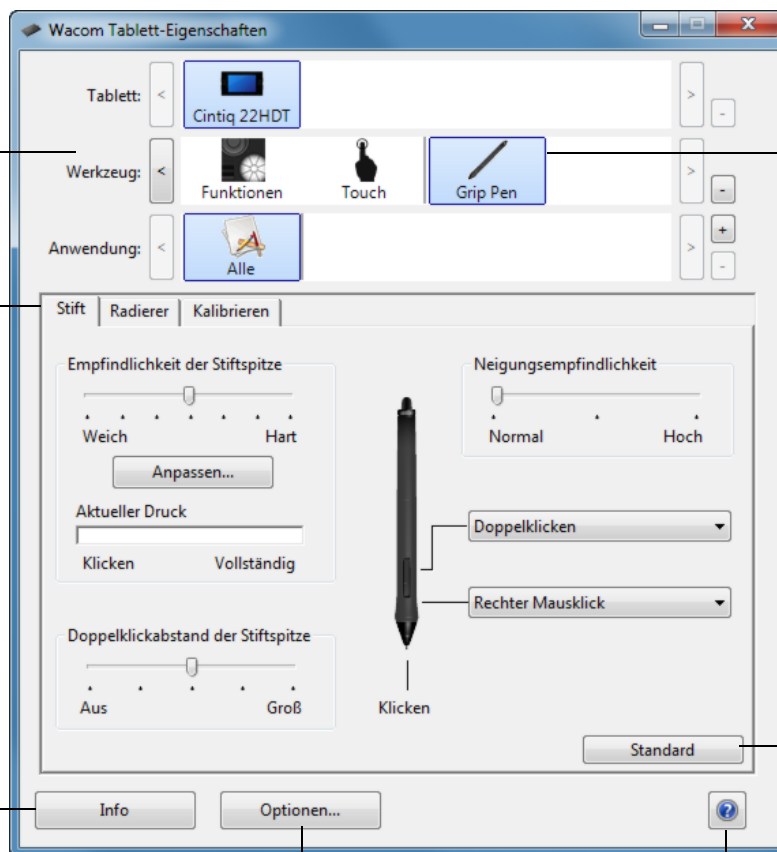 Wacom Tablett-Eigenschaften
Tablett: < Cintiq 22HDT > -
Werkzeug: < Funktionen Touch Grip Pen > -
Anwendung: < Alle > + -
Stift Radierer Kalibrieren
Empfindlichkeit der Stiftspitze
Weich Hart
Anpassen...
Aktueller Druck
Klicken Vollständig
Doppelklickabstand der Stiftspitze
Aus Groß
Neigungsempfindlichkeit
Normal Hoch
Doppelklicken
Rechter Mausklick
Klicken
Standard
Info Optionen... ?